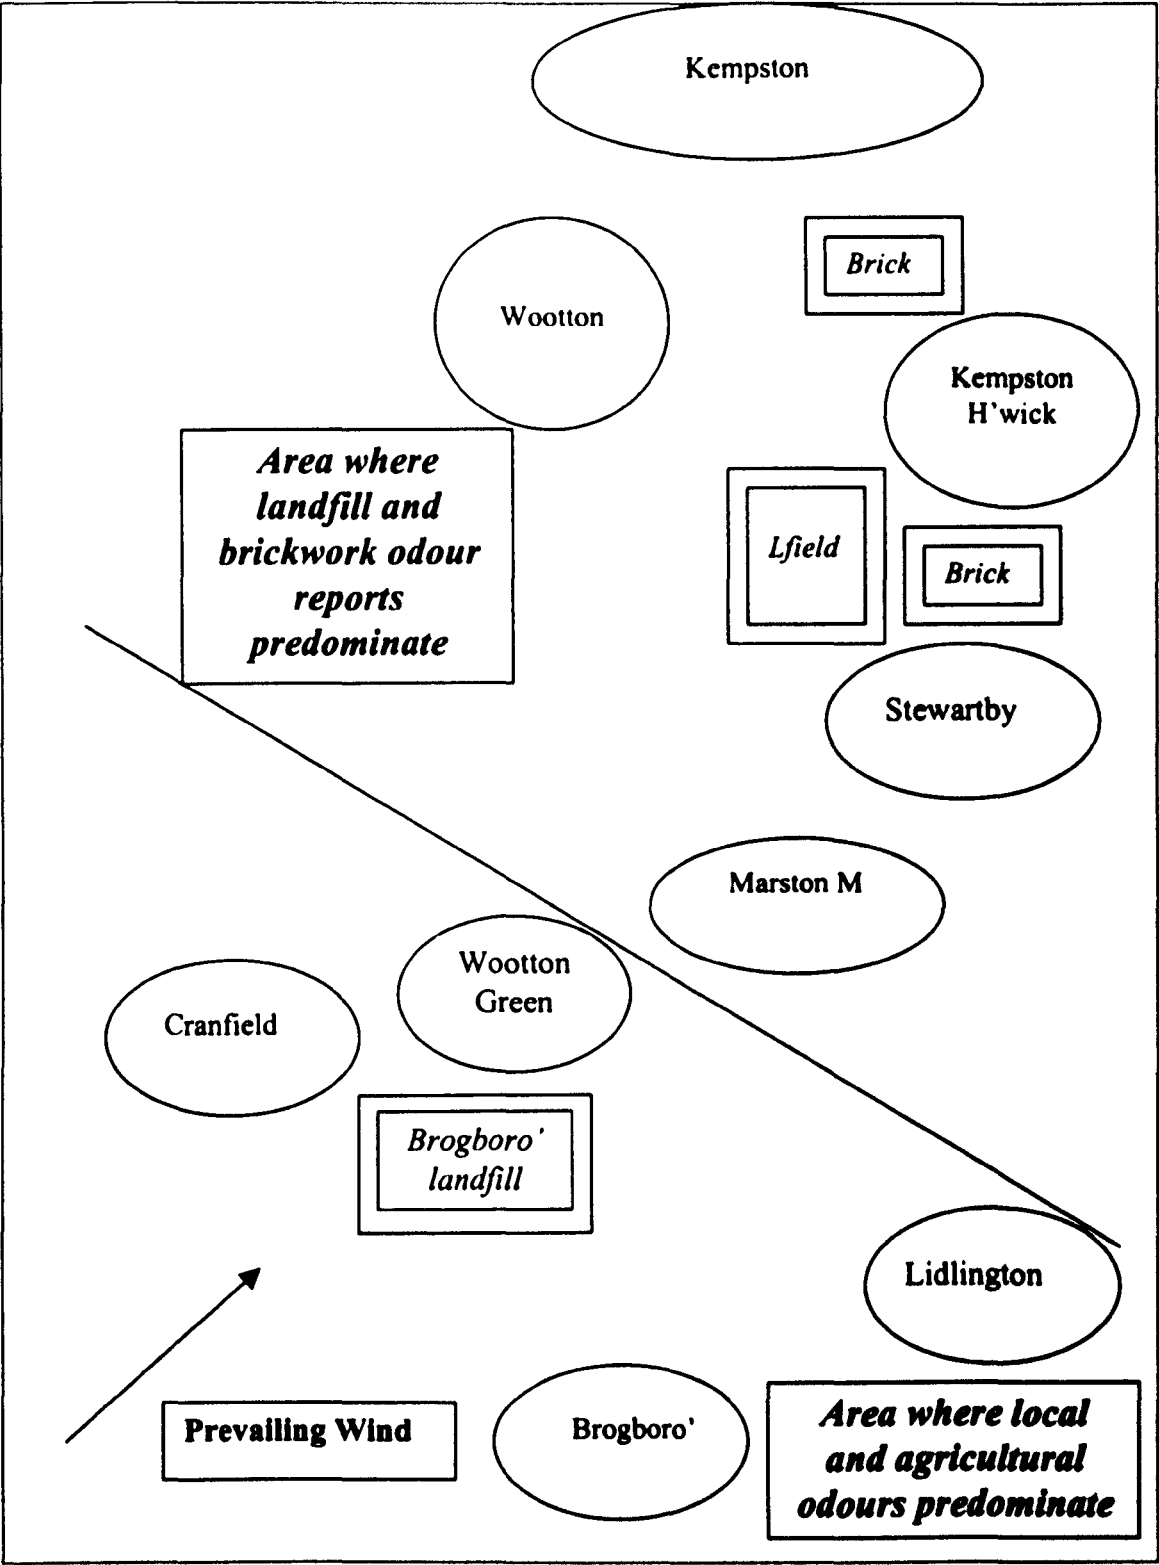 Kempston
Brick
Wootton
Kempston
H'wick
Area where
landfill and
brickwork odour
reports
predominate
Lfield
Brick
Stewartby
Marston M
Wootton
Green
Cranfield
Brogboro'
landfill
Lidlington
Prevailing Wind
Brogboro'
Area where local
and agricultural
odours predominate